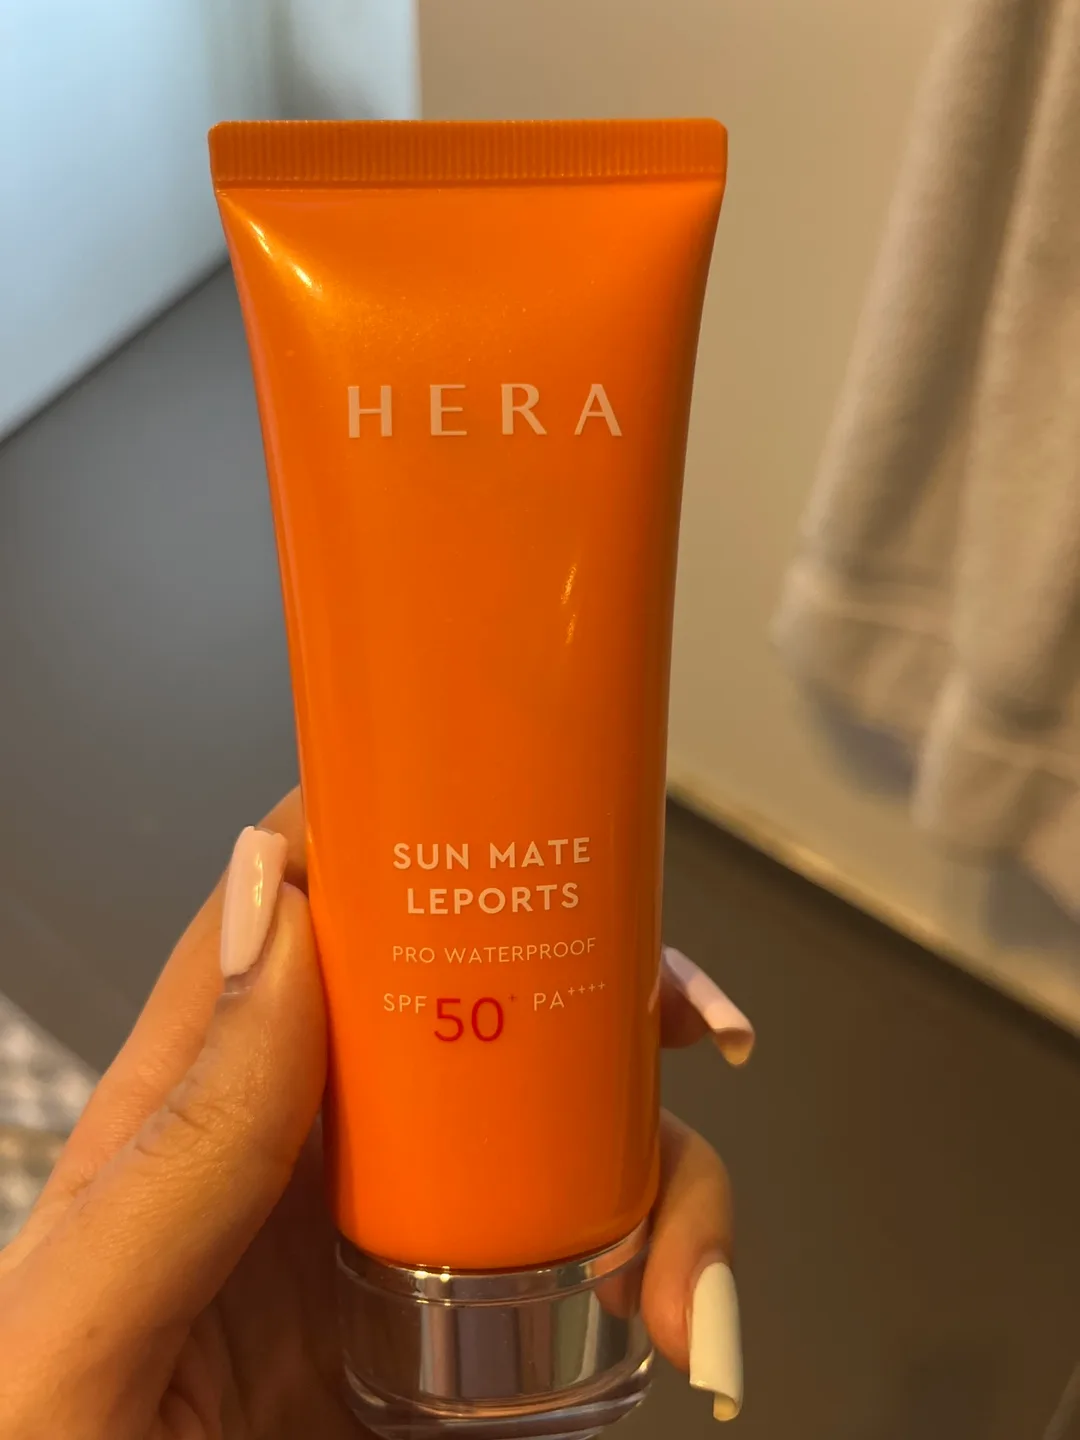 HERA
SUN MATE
LEPORTS
PRO WATERPROOF
SPF 50+ PA++++